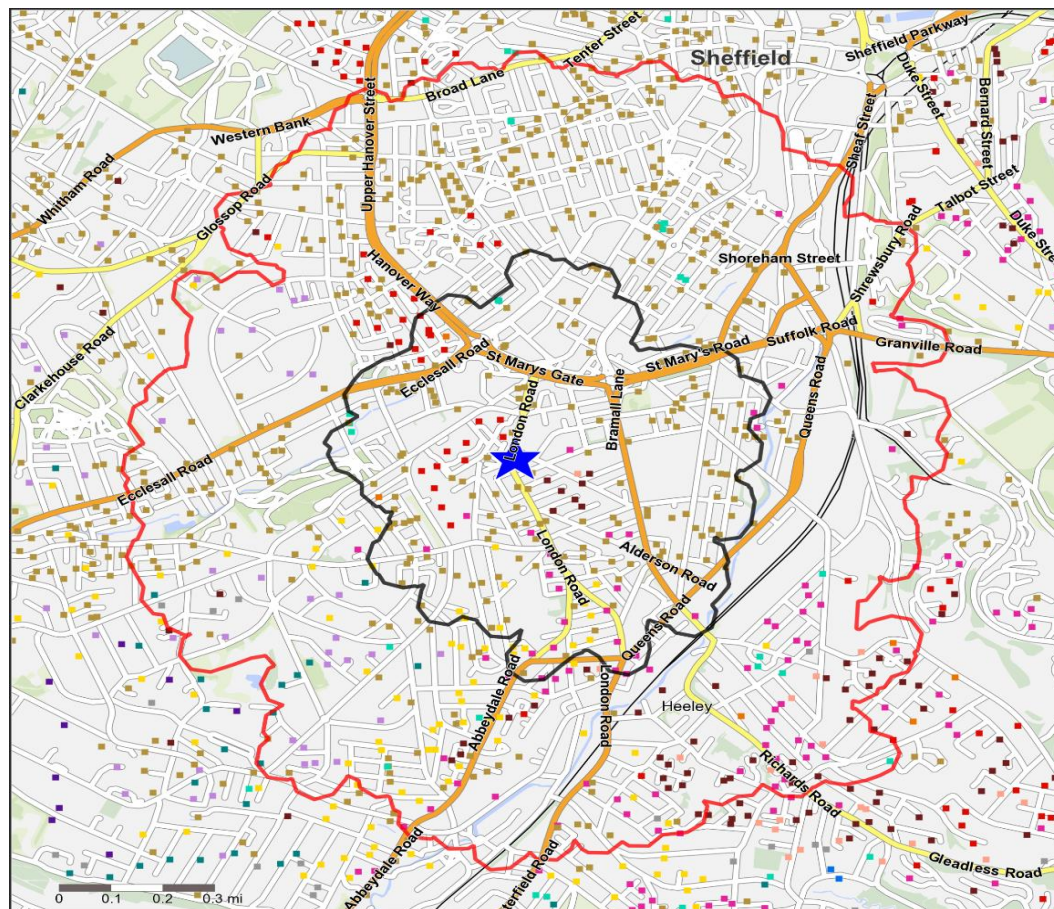 Sheffield
Sheffield Parkway
Tenter Street
Duke Street
Bernard Street
Broad Lane
Western Bank
Upper Hanover Street
Sheaf Street
Whitham Road
Glossop Road
Talbot Street
Duke Stre
Shrewsbury Road
Shoreham Street
Hanover Way
Clarkehouse Road
Suffolk Road
St Mary's Road
Granville Road
Ecclesall Road
St Marys Gate
London Road
Bramall Lane
Queens Road
Ecclesall Road
London Road
Alderson Road
Queens Road
Abbeydale Road
London Road
Heeley
Richards Road
Abbeydale Road
terfield Road
Gleadless Road
0 0.1 0.2 0.3 mi